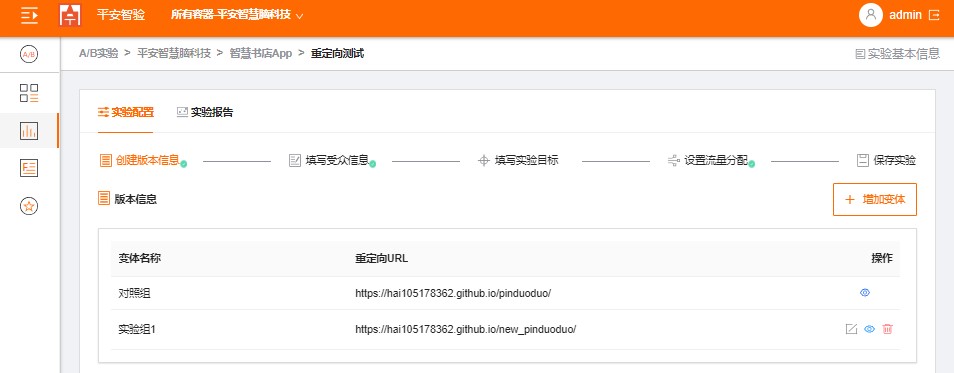 平安智验 所有容器-平安智慧脑科技 admin
A/B A/B实验 > 平安智慧脑科技 > 智慧书店App > 重定向测试 实验基本信息
实验配置 实验报告
创建版本信息 填写受众信息 填写实验目标 设置流量分配 保存实验
版本信息 + 增加变体
变体名称 重定向URL 操作
对照组 https://hai105178362.github.io/pinduoduo/
实验组1 https://hai105178362.github.io/new_pinduoduo/